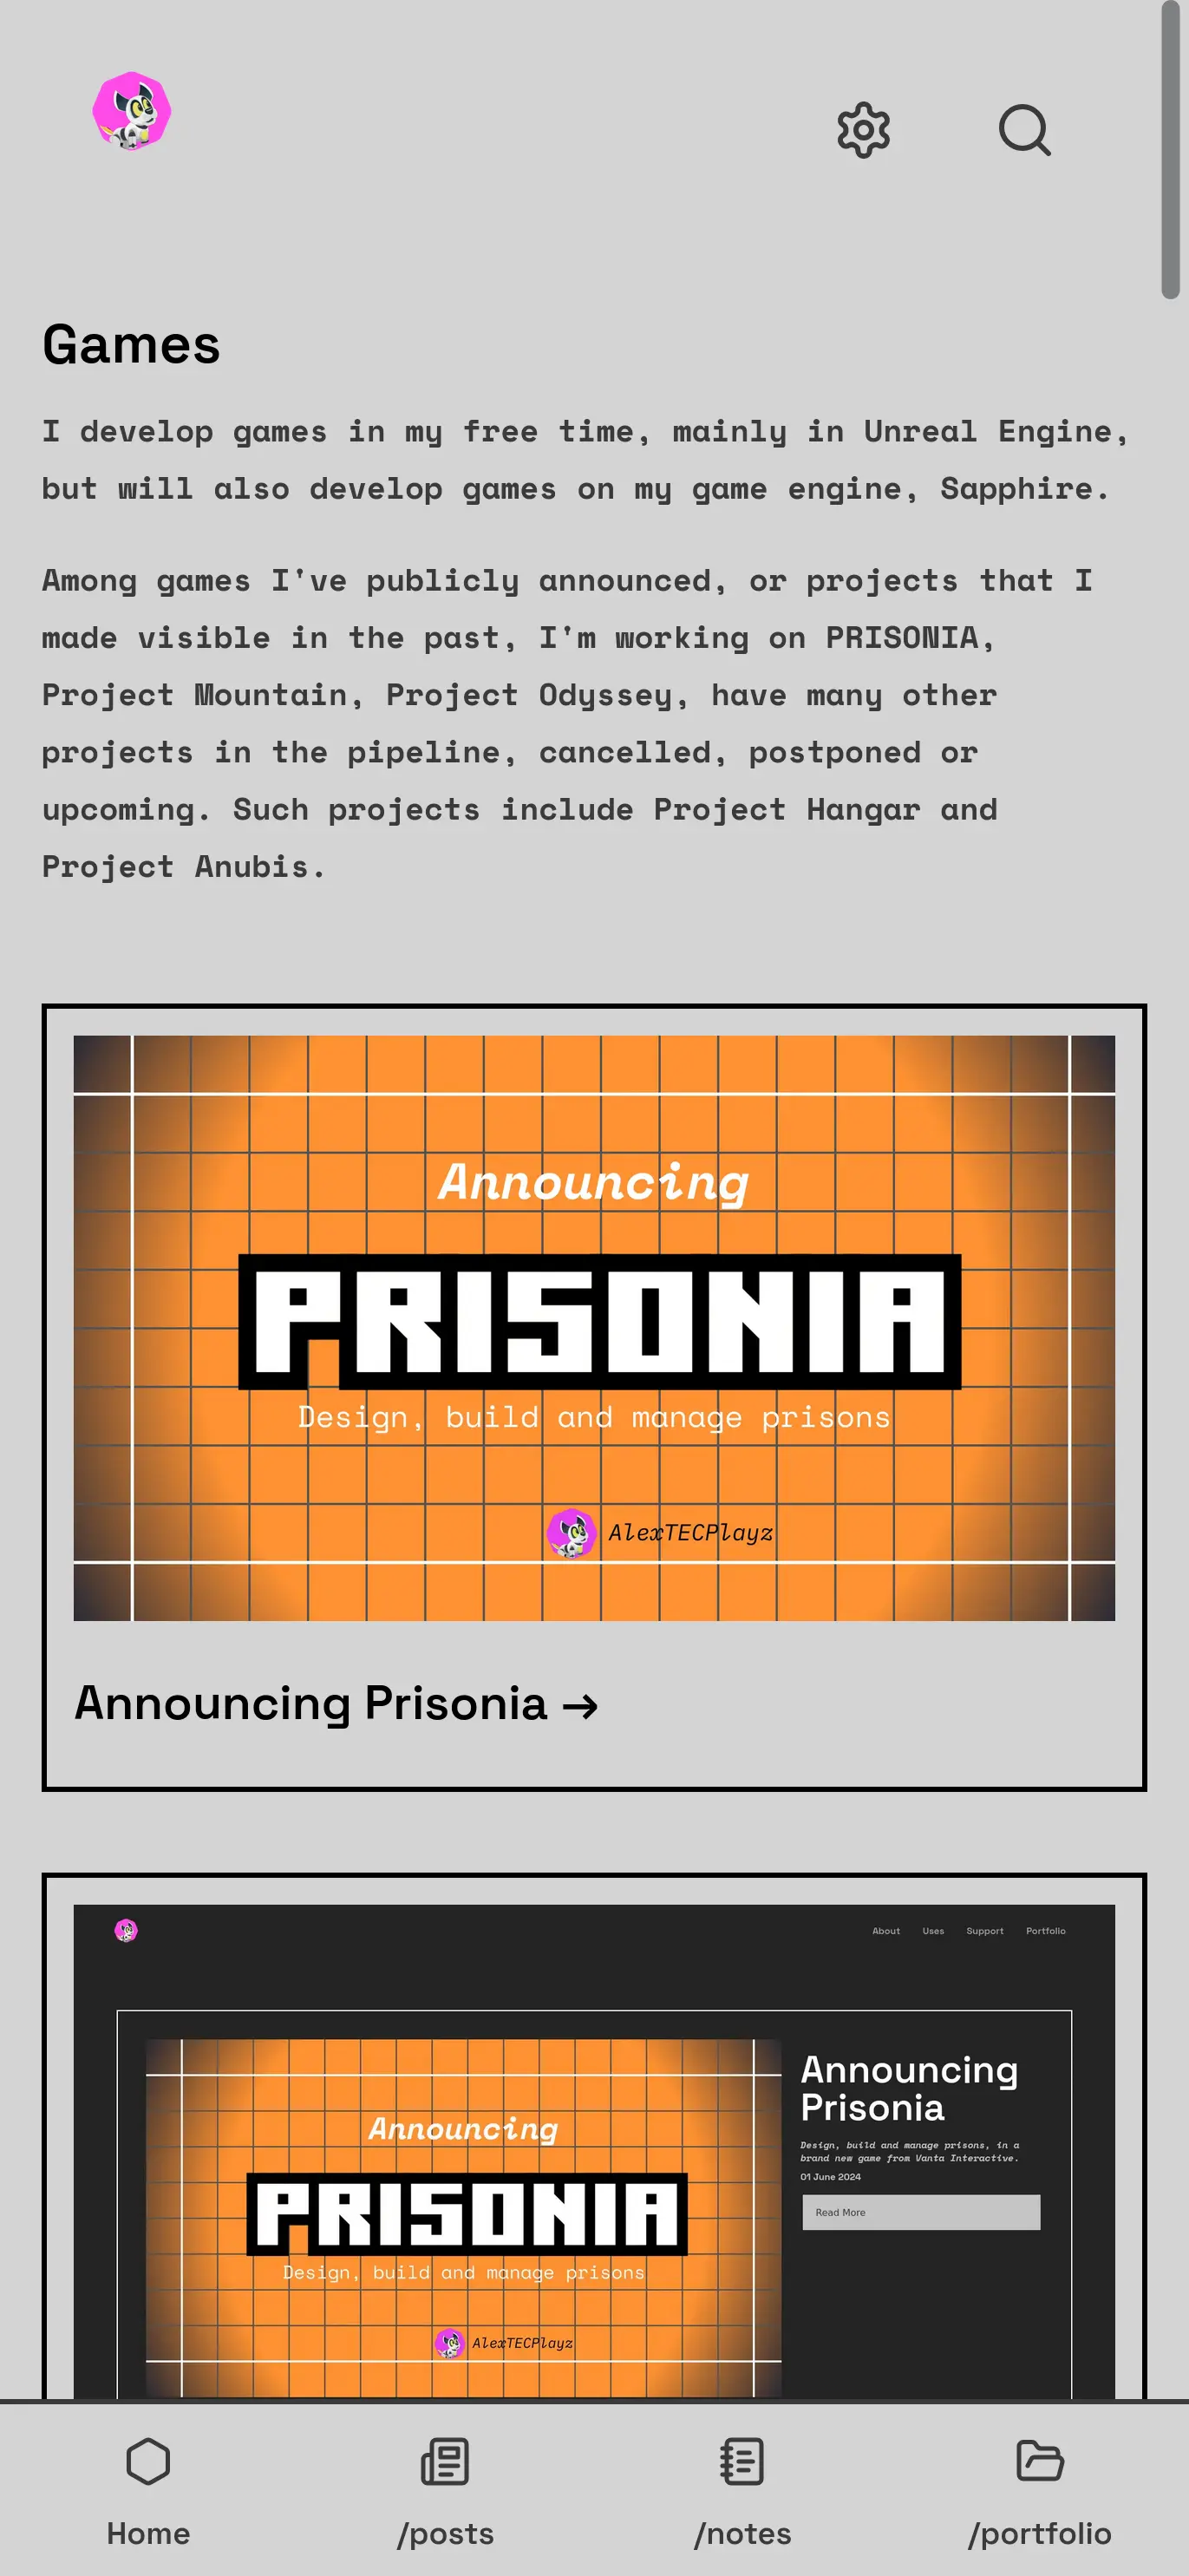 Games
I develop games in my free time, mainly in Unreal Engine,
but will also develop games on my game engine, Sapphire.
Among games I've publicly announced, or projects that I
made visible in the past, I'm working on PRISONIA,
Project Mountain, Project Odyssey, have many other
projects in the pipeline, cancelled, postponed or
upcoming. Such projects include Project Hangar and
Project Anubis.
Announcing
PRISONIA
Design, build and manage prisons
AlexTECPlayz
Announcing Prisonia →
About Uses Support Portfolio
Announcing
PRISONIA
Design, build and manage prisons
AlexTECPlayz
Announcing
Prisonia
Design, build and manage prisons, in a
brand new game from Vanta Interactive.
01 June 2024
Read More
Home /posts /notes /portfolio